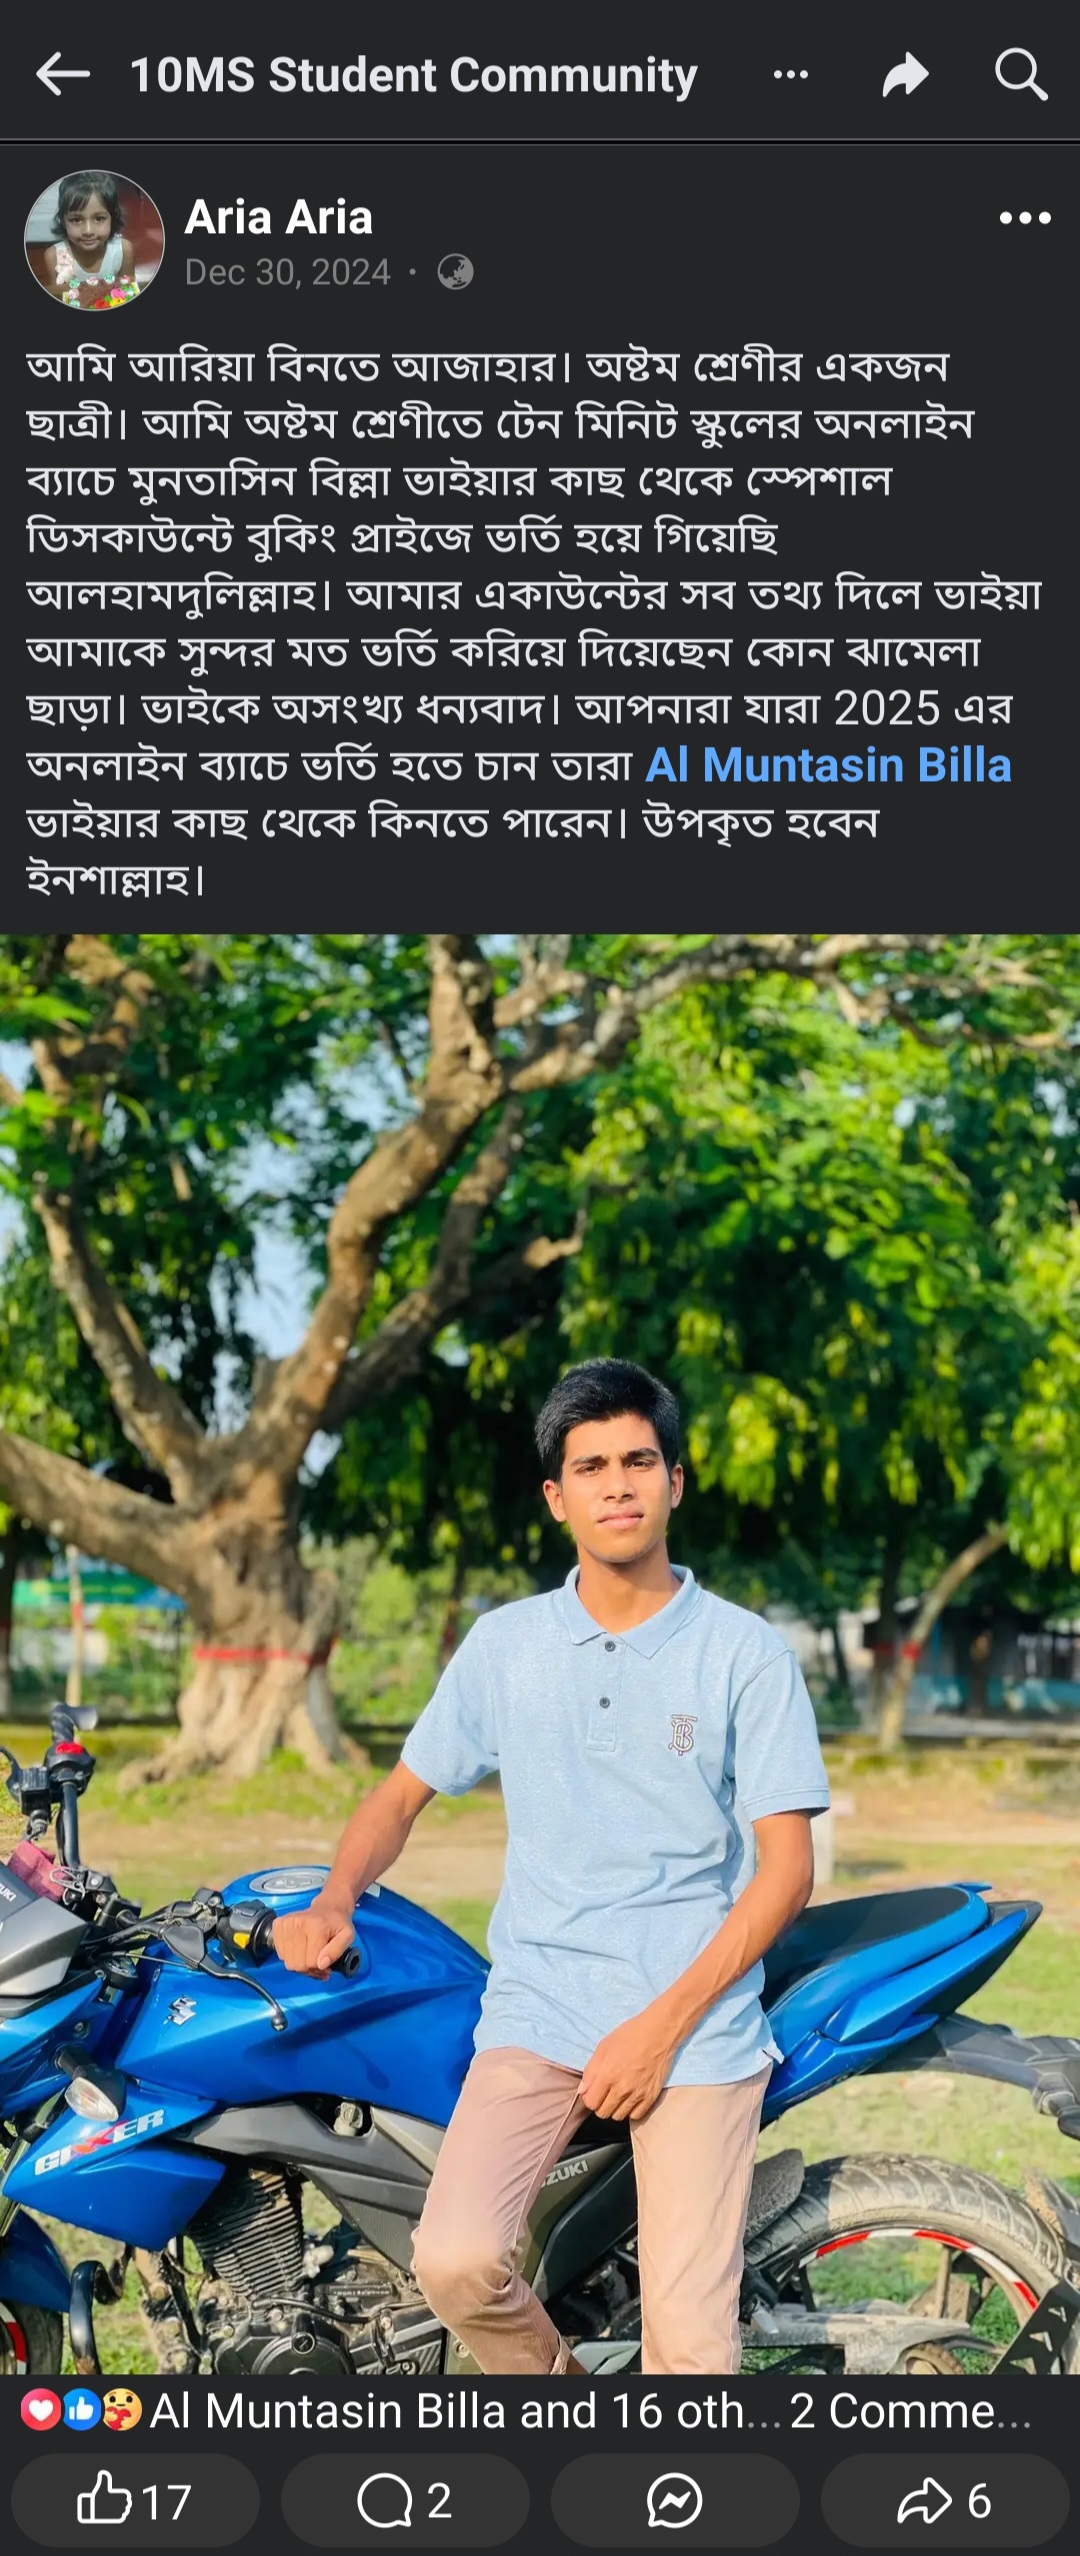 10MS Student Community
Aria Aria
Dec 30, 2024 ·
আমি আরিয়া বিনতে আজাহার। অষ্টম শ্রেণীর একজন
ছাত্রী। আমি অষ্টম শ্রেণীতে টেন মিনিট স্কুলের অনলাইন
ব্যাচে মুনতাসিন বিল্লা ভাইয়ার কাছ থেকে স্পেশাল
ডিসকাউন্টে বুকিং প্রাইজে ভর্তি হয়ে গিয়েছি
আলহামদুলিল্লাহ। আমার একাউন্টের সব তথ্য দিলে ভাইয়া
আমাকে সুন্দর মত ভর্তি করিয়ে দিয়েছেন কোন ঝামেলা
ছাড়া। ভাইকে অসংখ্য ধন্যবাদ। আপনারা যারা 2025 এর
অনলাইন ব্যাচে ভর্তি হতে চান তারা Al Muntasin Billa
ভাইয়ার কাছ থেকে কিনতে পারেন। উপকৃত হবেন
ইনশাল্লাহ।
B
UKI
GIXXER
ZUKI
Al Muntasin Billa and 16 oth... 2 Comme...
17 2 6